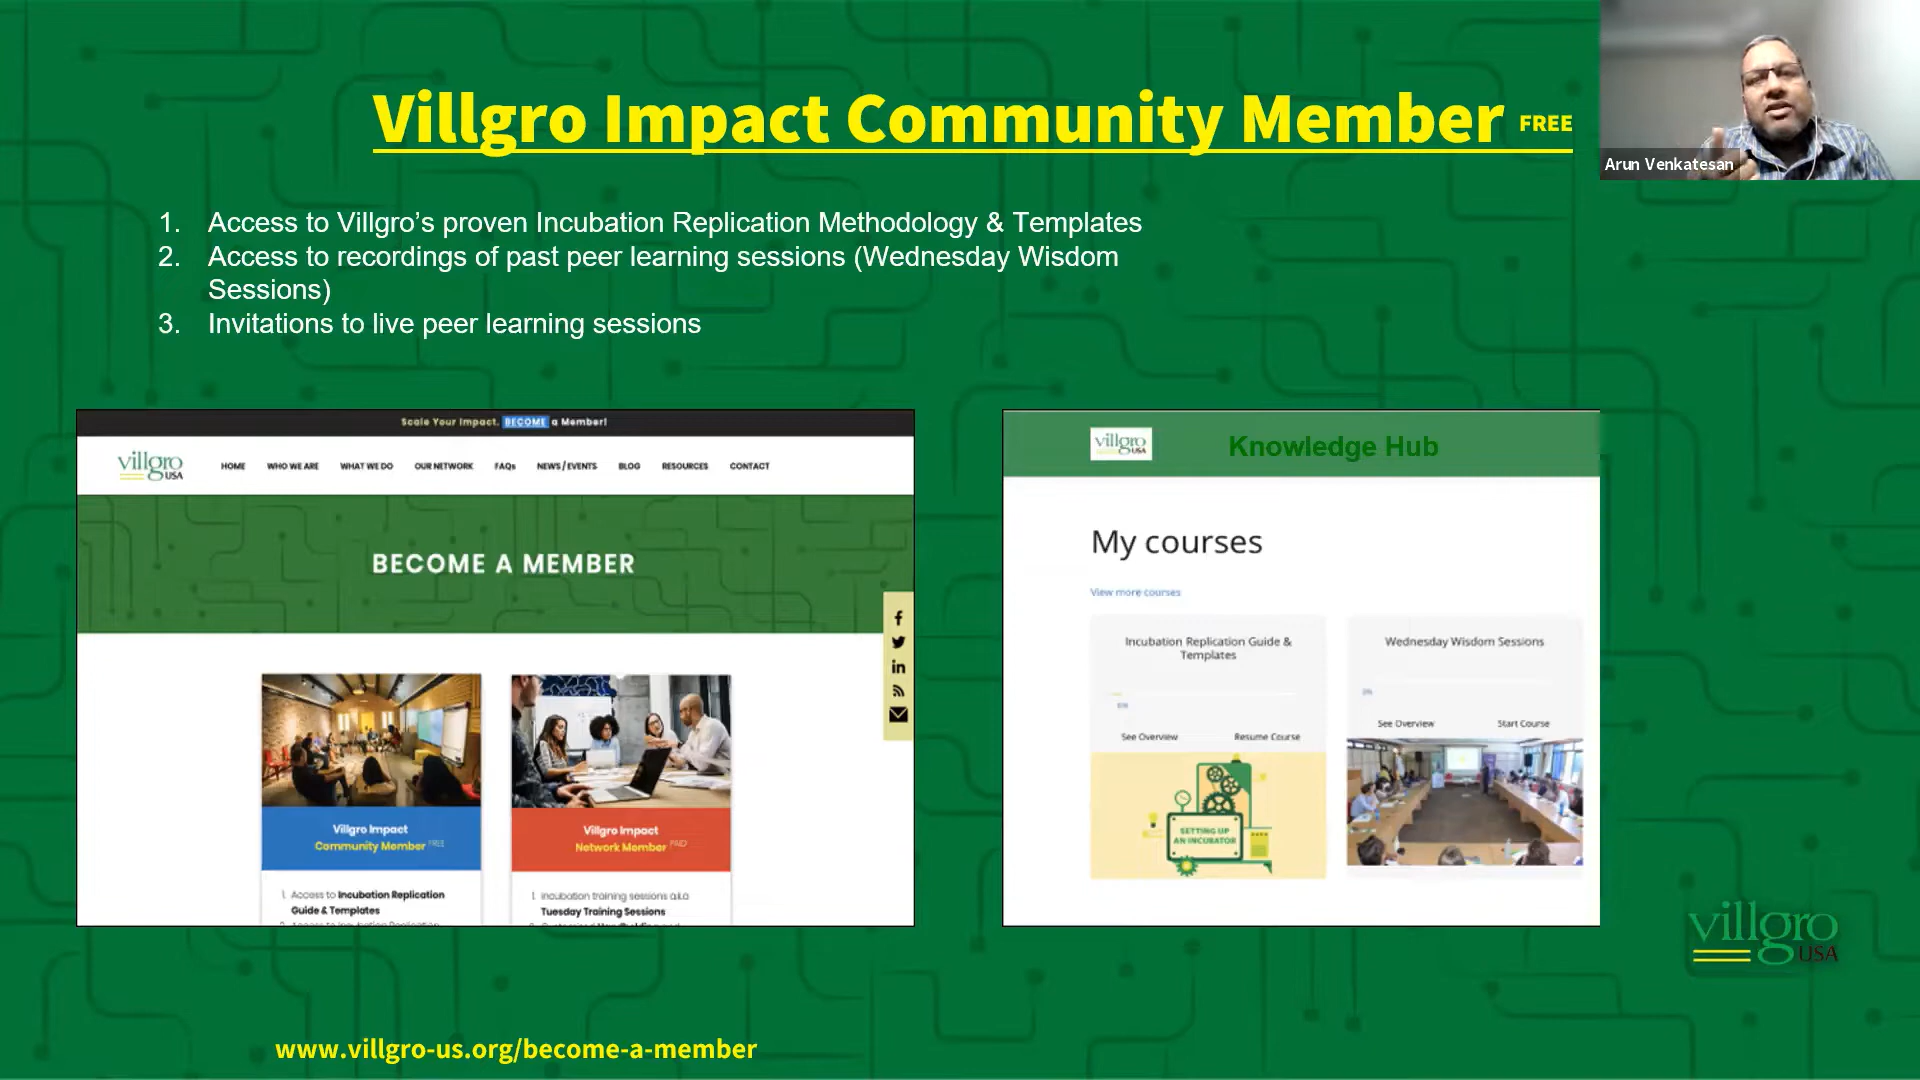 Villgro Impact Community Member FREE
Arun Venkatesan
1. Access to Villgro’s proven Incubation Replication Methodology & Templates
2. Access to recordings of past peer learning sessions (Wednesday Wisdom
Sessions)
3. Invitations to live peer learning sessions
Scale Your Impact. BECOME a Member!
villgro
USA
HOME WHO WE ARE WHAT WE DO OUR NETWORK FAQs NEWS / EVENTS BLOG RESOURCES CONTACT
BECOME A MEMBER
Villgro Impact
Community Member FREE
1. Access to Incubation Replication
Guide & Templates
2. Access to Incubation Replication
Villgro Impact
Network Member PAID
1. Incubation training sessions a.k.a
Tuesday Training Sessions
villgro
USA
Knowledge Hub
My courses
View more courses
Incubation Replication Guide &
Templates
See Overview Resume Course
SETTING UP
AN INCUBATOR
Wednesday Wisdom Sessions
See Overview Start Course
villgro
USA
www.villgro-us.org/become-a-member